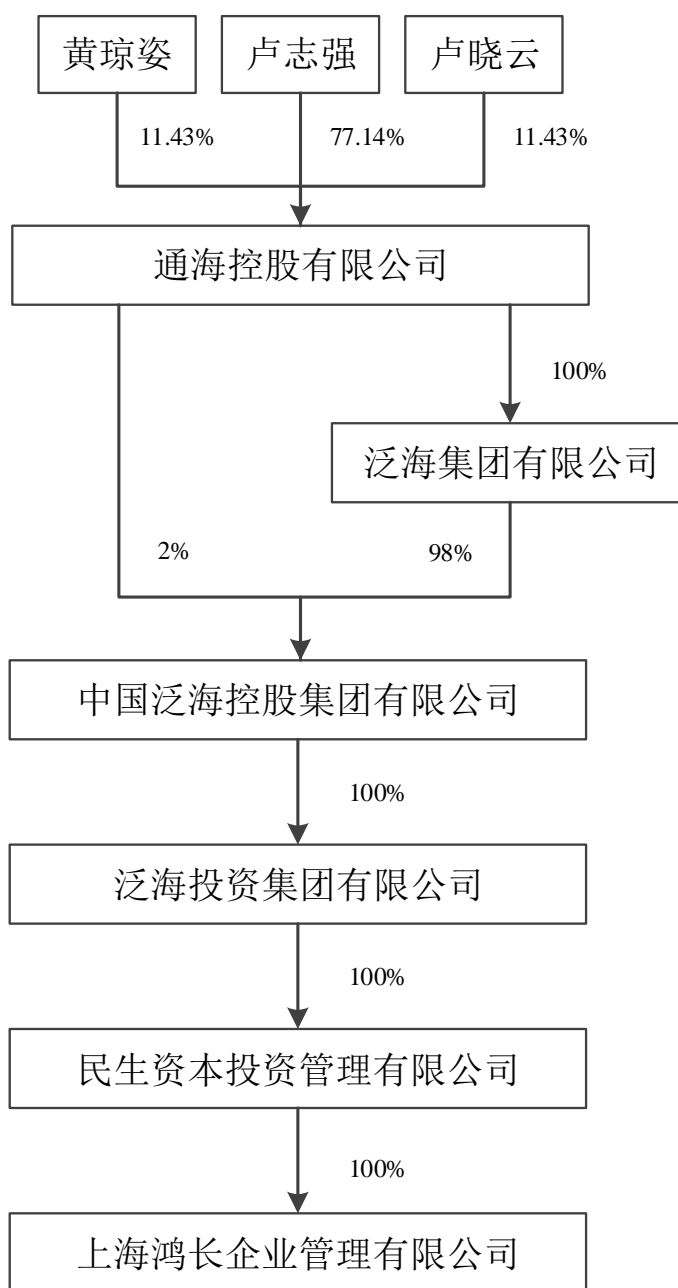 黄琼姿
卢志强
卢晓云
11.43%
77.14%
11.43%
通海控股有限公司
100%
泛海集团有限公司
2%
98%
中国泛海控股集团有限公司
100%
泛海投资集团有限公司
100%
民生资本投资管理有限公司
100%
上海鸿长企业管理有限公司